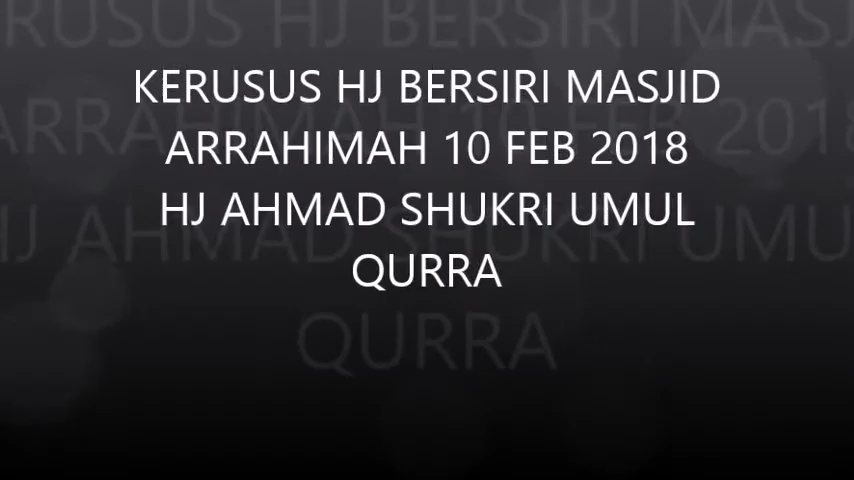 KERUSUS HJ BERSIRI MASJID
ARRAHIMAH 10 FEB 2018
HJ AHMAD SHUKRI UMUL
QURRA